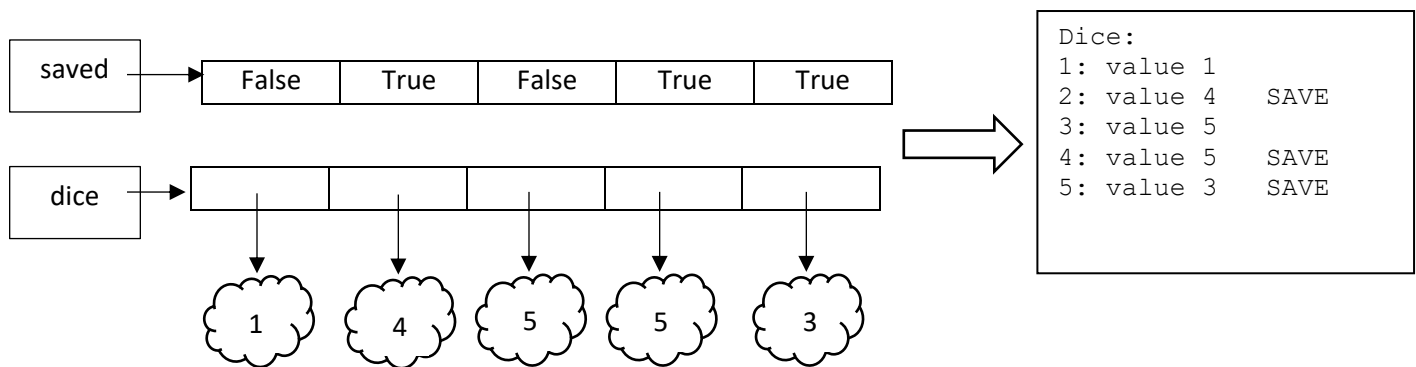 saved
False True False True True
dice
1 4 5 5 3
Dice:
1: value 1
2: value 4 SAVE
3: value 5
4: value 5 SAVE
5: value 3 SAVE